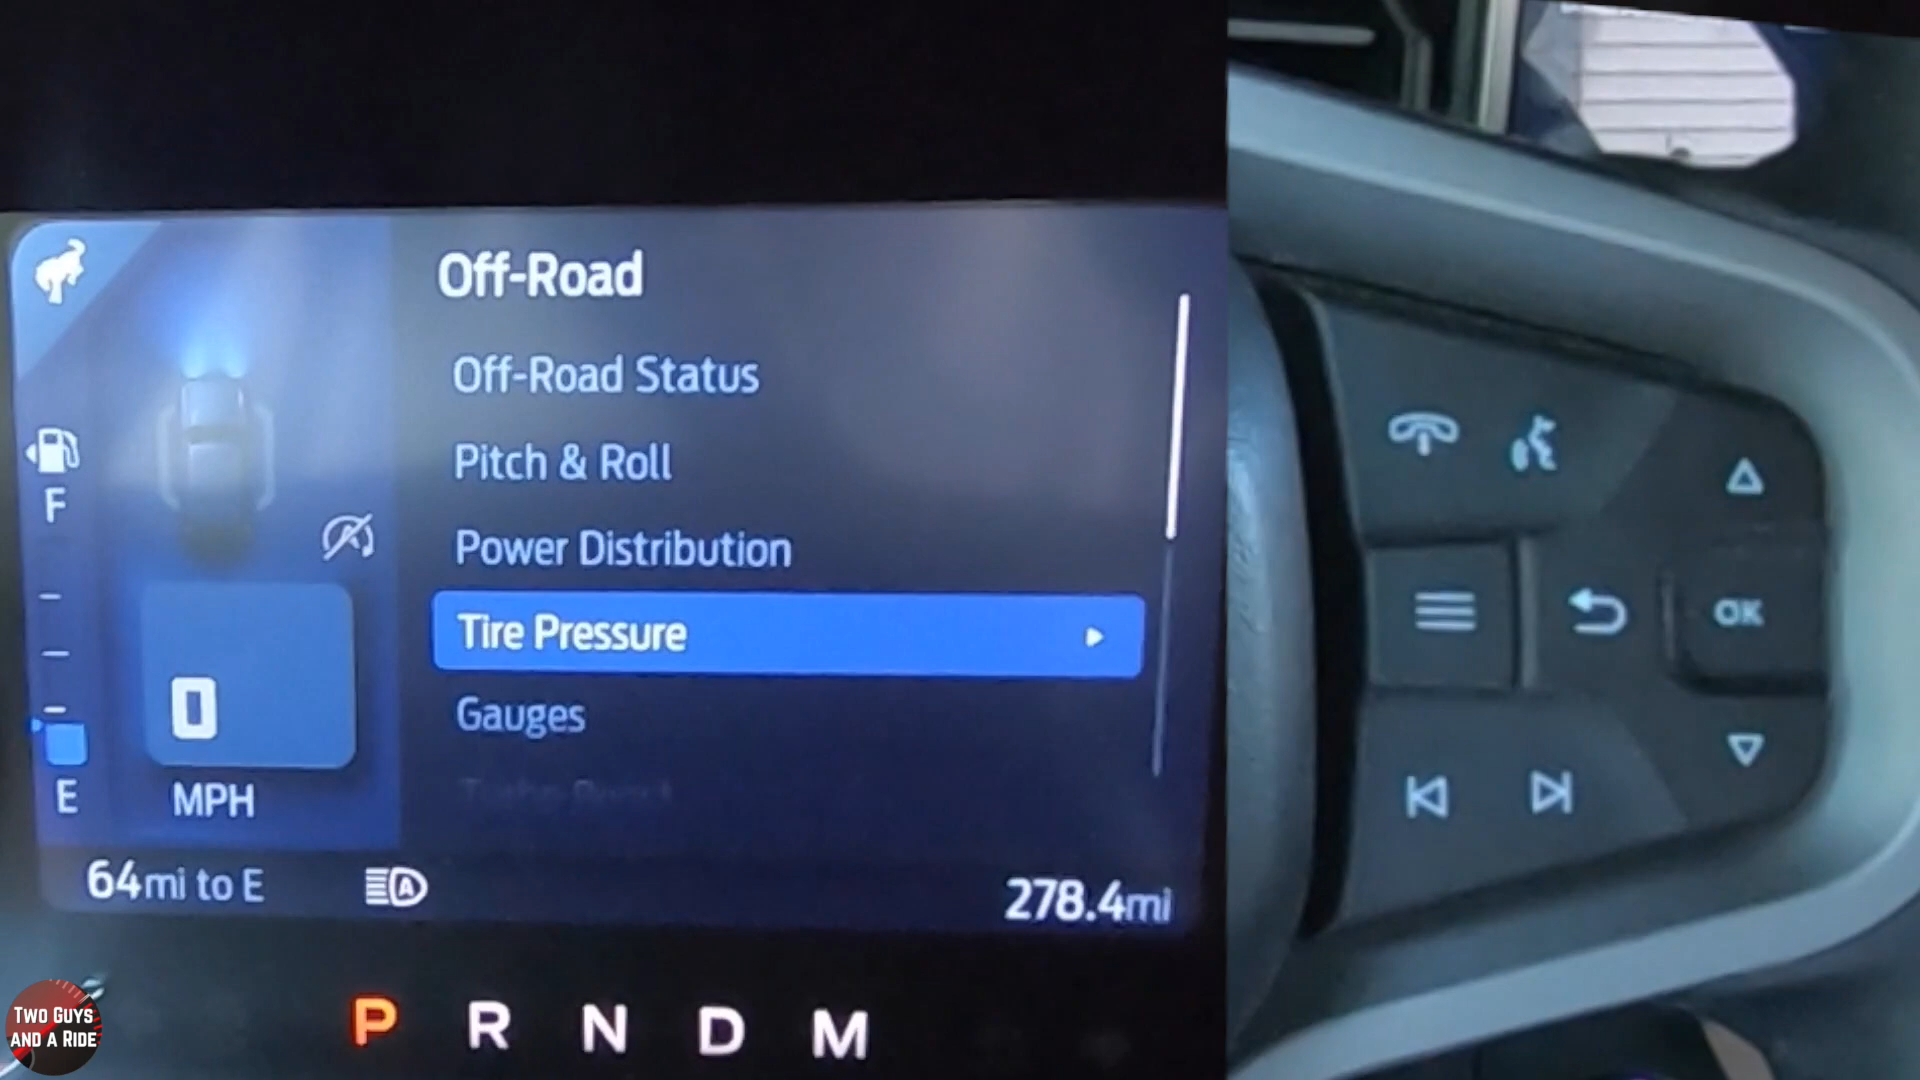 Off-Road
Off-Road Status
Pitch & Roll
Power Distribution
Tire Pressure
Gauges
F
E
0
MPH
64mi to E
A
278.4mi
P R N D M
OK
TWO GUYS
AND A RIDE